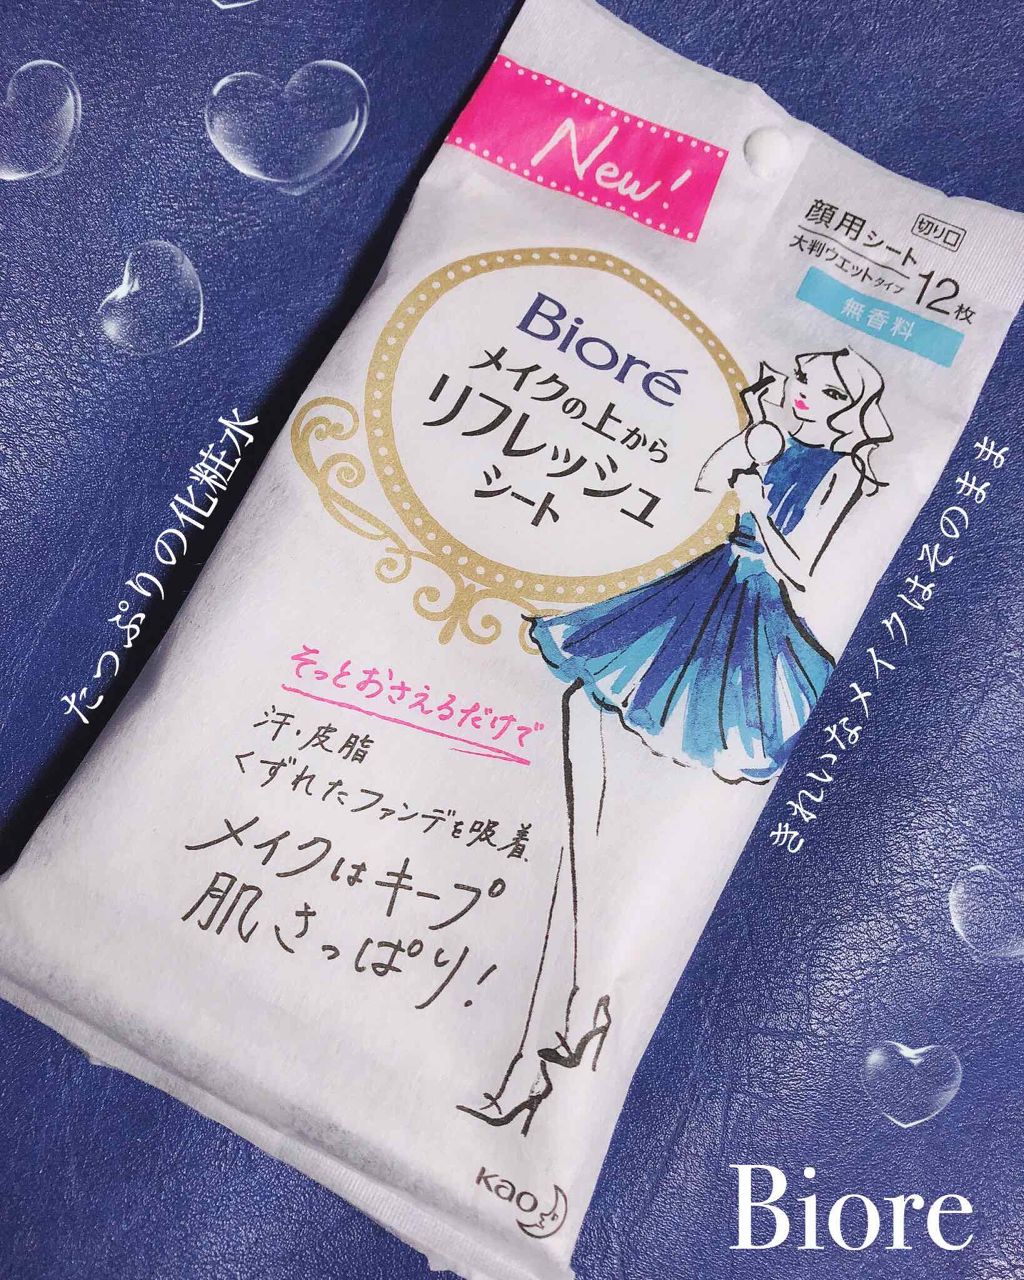 New!
顔用シート
切り口
大判ウエットタイプ
12枚
無香料
Bioré
メイクの上から
リフレッシュ
シート
たっぷりの化粧水
きれいなメイクはそのまま
そっとおさえるだけで
汗・皮脂
くずれたファンデを吸着
メイクはキープ
肌さっぱり!
Kao
Biore